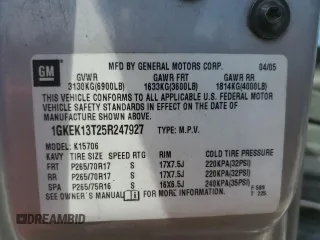 GM
MFD BY GENERAL MOTORS CORP. 04/05
GVWR GAWR FRT GAWR RR
3130KG(6900LB) 1633KG(3600LB) 1814KG(4000LB)
THIS VEHICLE CONFORMS TO ALL APPLICABLE U.S. FEDERAL MOTOR VEHICLE SAFETY STANDARDS IN EFFECT ON THE DATE OF
MANUFACTURE SHOWN ABOVE.
1GKEK13T25R247927 TYPE: M.P.V.
MODEL: K15706
KAVY TIRE SIZE SPEED RTG RIM COLD TIRE PRESSURE
FRT P265/70R17 S 17X7.5J 220KPA(32PSI)
RR P265/70R17 S 17X7.5J 220KPA(32PSI)
SPA P265/75R16 S 16X6.5J 240KPA(35PSI)
SEE OWNER'S MANUAL FOR ADDITIONAL INFORMATION.